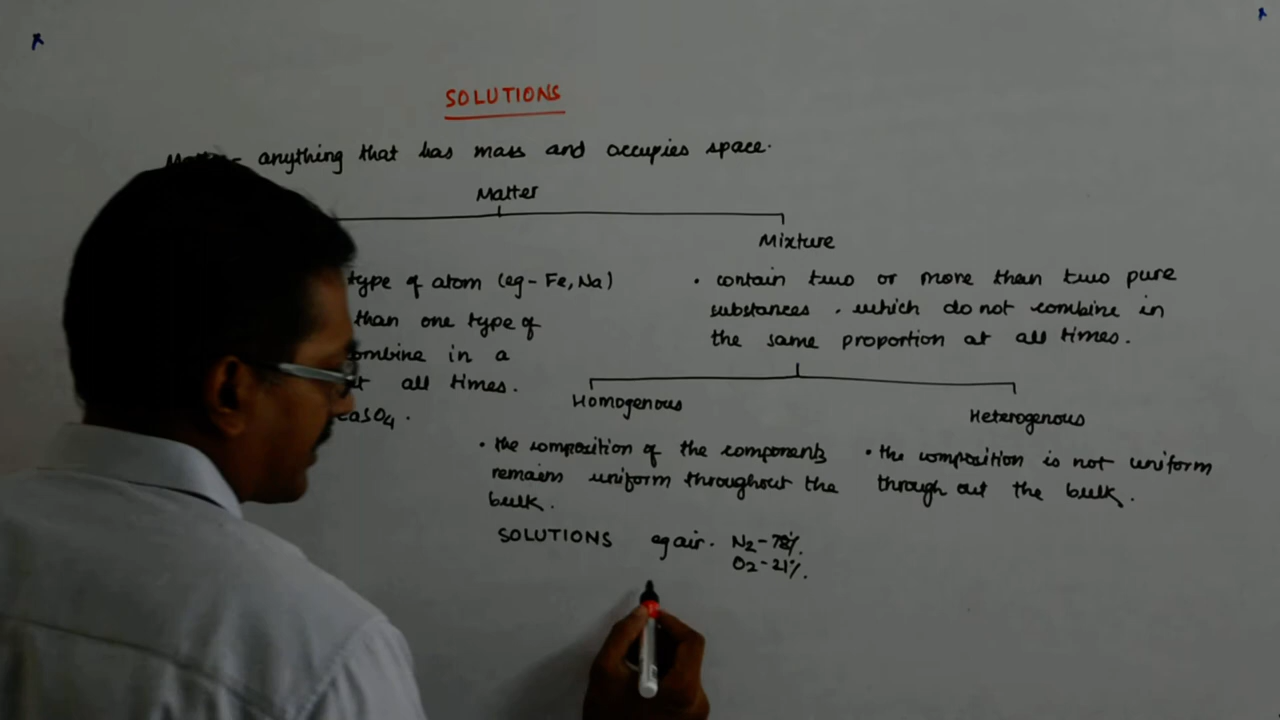 SOLUTIONS
anything that has mass and occupies space.
Matter
Mixture
type of atom (eg - Fe, Na)
than one type of
combine in a
all times.
CaSO4.
• contain two or more than two pure
substances, which do not combine in
the same proportion at all times.
Homogenous
• the composition of the components
remains uniform throughout the
bulk.
SOLUTIONS eg air. N2 - 78%.
O2 - 21%.
Heterogenous
• the composition is not uniform
through out the bulk.